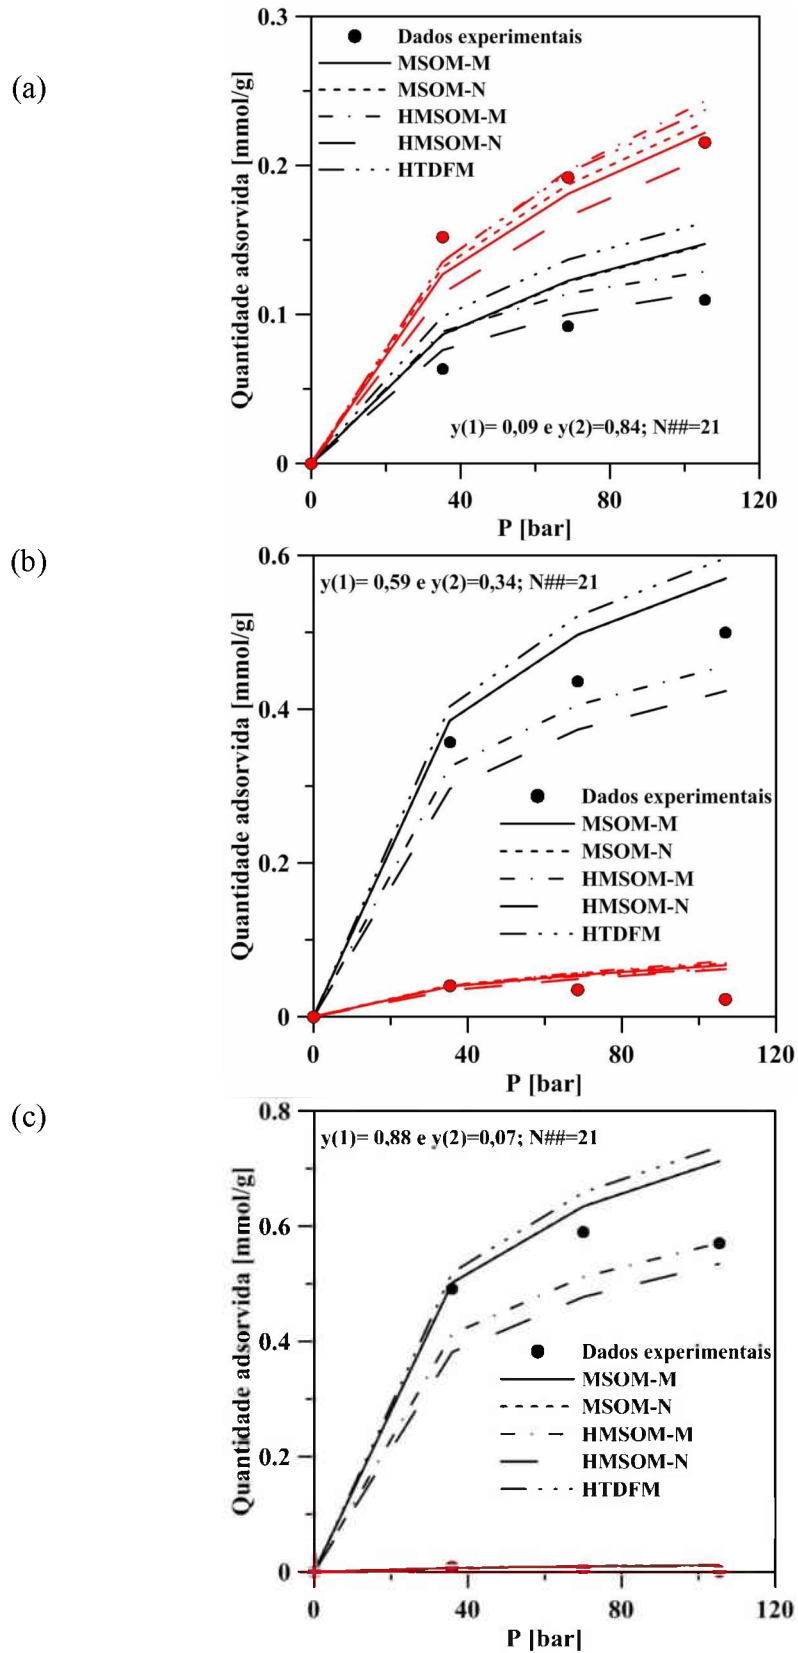 (a)
Quantidade adsorvida [mmol/g]
0.3
0.2
0.1
0
Dados experimentais
MSOM-M
MSOM-N
HMSOM-M
HMSOM-N
HTDFM
y(1)= 0,09 e y(2)=0,84; N##=21
0 40 80 120
P [bar]
(b)
Quantidade adsorvida [mmol/g]
0.6
0.4
0.2
0
y(1)= 0,59 e y(2)=0,34; N##=21
Dados experimentais
MSOM-M
MSOM-N
HMSOM-M
HMSOM-N
HTDFM
0 40 80 120
P [bar]
(c)
Quantidade adsorvida [mmol/g]
0.8
0.6
0.4
0.2
0
y(1)= 0,88 e y(2)=0,07; N##=21
Dados experimentais
MSOM-M
MSOM-N
HMSOM-M
HMSOM-N
HTDFM
0 40 80 120
P [bar]